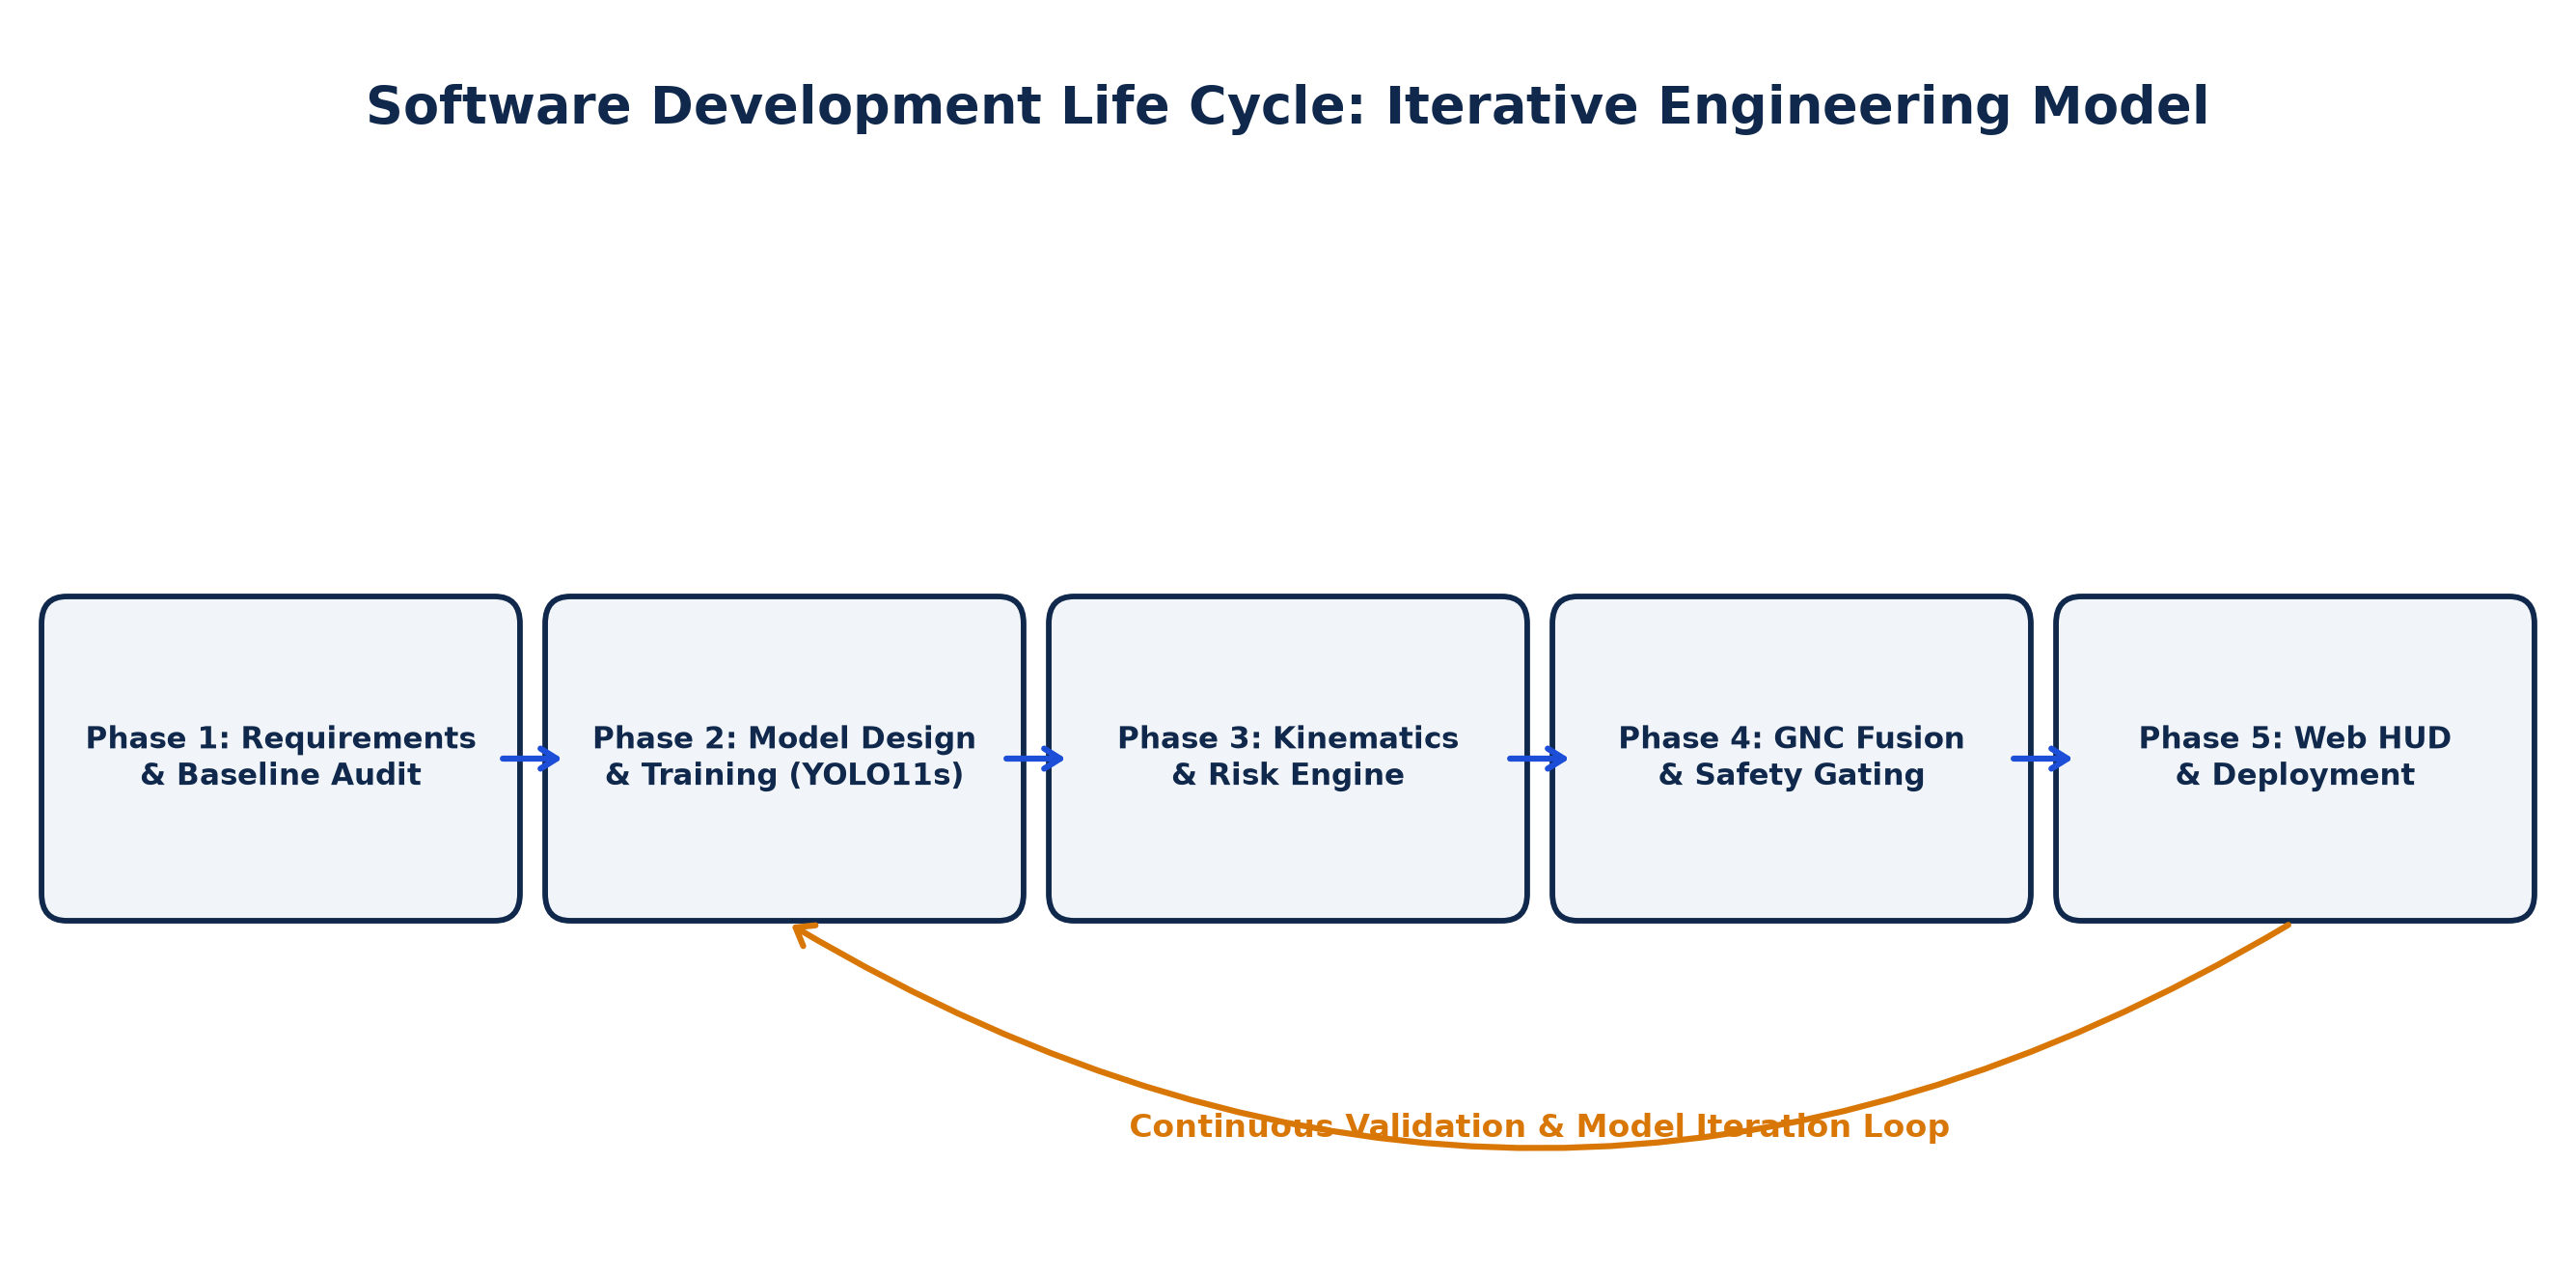 Software Development Life Cycle: Iterative Engineering Model
Phase 1: Requirements
& Baseline Audit
Phase 2: Model Design
& Training (YOLO11s)
Phase 3: Kinematics
& Risk Engine
Phase 4: GNC Fusion
& Safety Gating
Phase 5: Web HUD
& Deployment
Continuous Validation & Model Iteration Loop